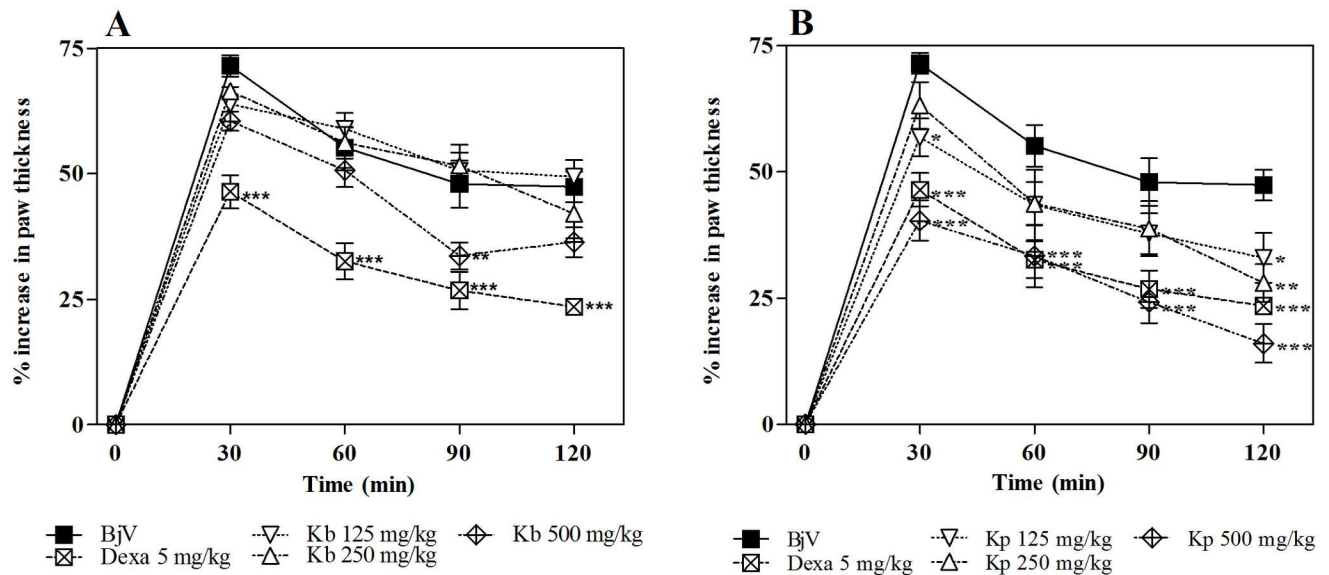 A
% increase in paw thickness
75
50
25
0
***
***
**
***
***
0 30 60 90 120
Time (min)
BjV
Kb 125 mg/kg
Kb 500 mg/kg
Dexa 5 mg/kg
Kb 250 mg/kg
B
% increase in paw thickness
75
50
25
0
*
***
***
***
***
***
***
*
**
***
***
0 30 60 90 120
Time (min)
BjV
Kp 125 mg/kg
Kp 500 mg/kg
Dexa 5 mg/kg
Kp 250 mg/kg